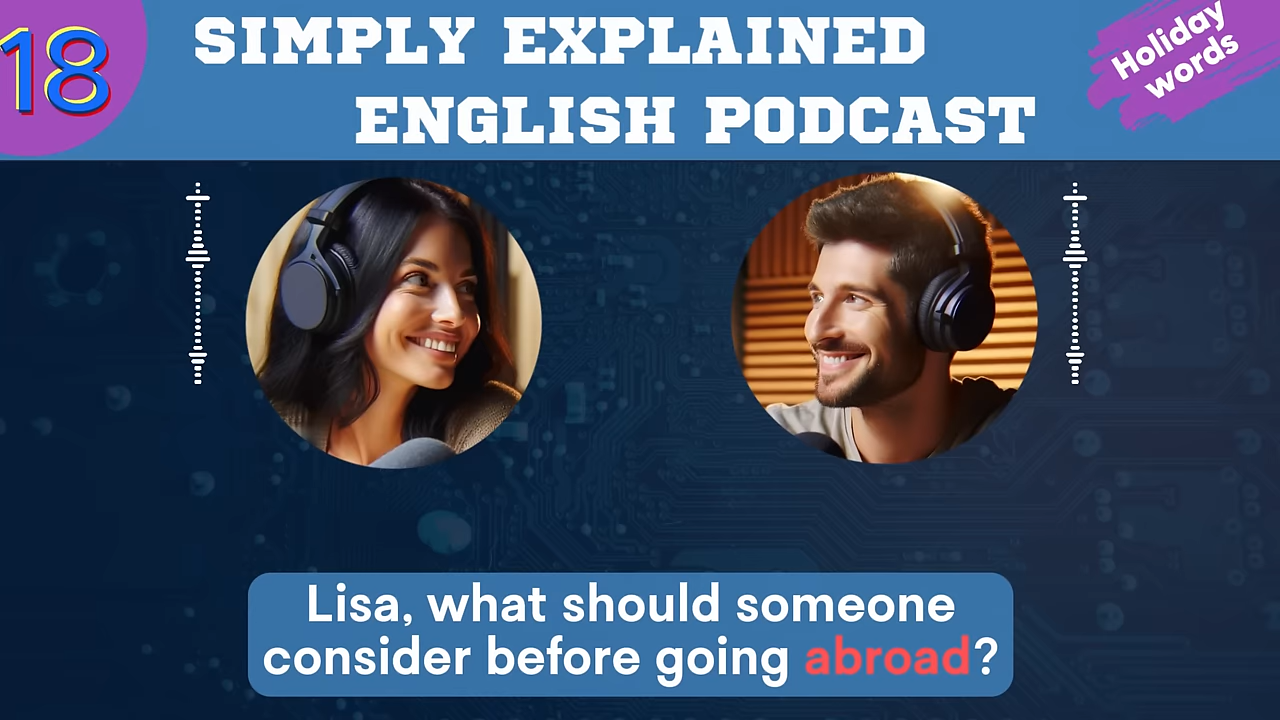 18
SIMPLY EXPLAINED
ENGLISH PODCAST
Holiday
words
Lisa, what should someone
consider before going abroad?